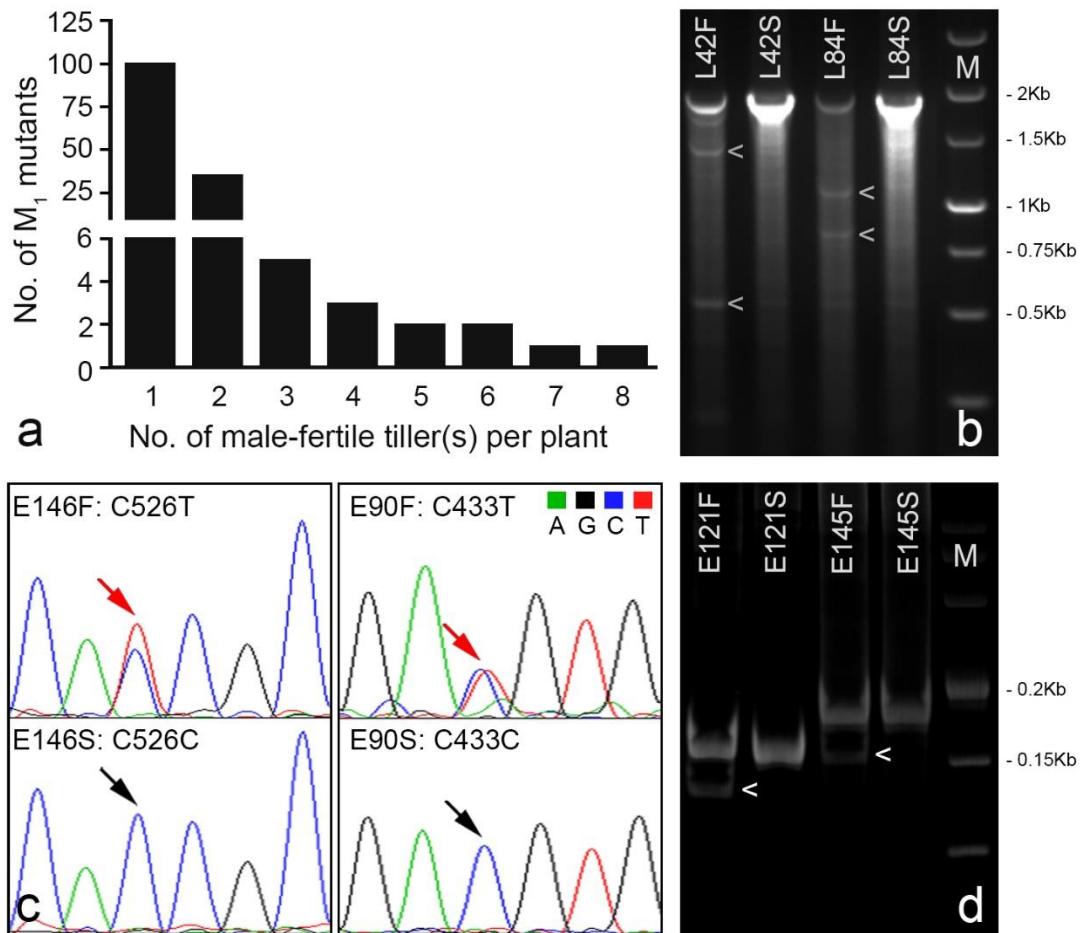 125
100
75
50
25
6
4
2
0
No. of M₁ mutants
1 2 3 4 5 6 7 8
No. of male-fertile tiller(s) per plant
a
L42F L42S L84F L84S M
- 2Kb
- 1.5Kb
<
<
- 1Kb
<
- 0.75Kb
<
- 0.5Kb
b
E146F: C526T
E90F: C433T
A G C T
E146S: C526C
E90S: C433C
c
E121F E121S E145F E145S M
- 0.2Kb
<
- 0.15Kb
<
d